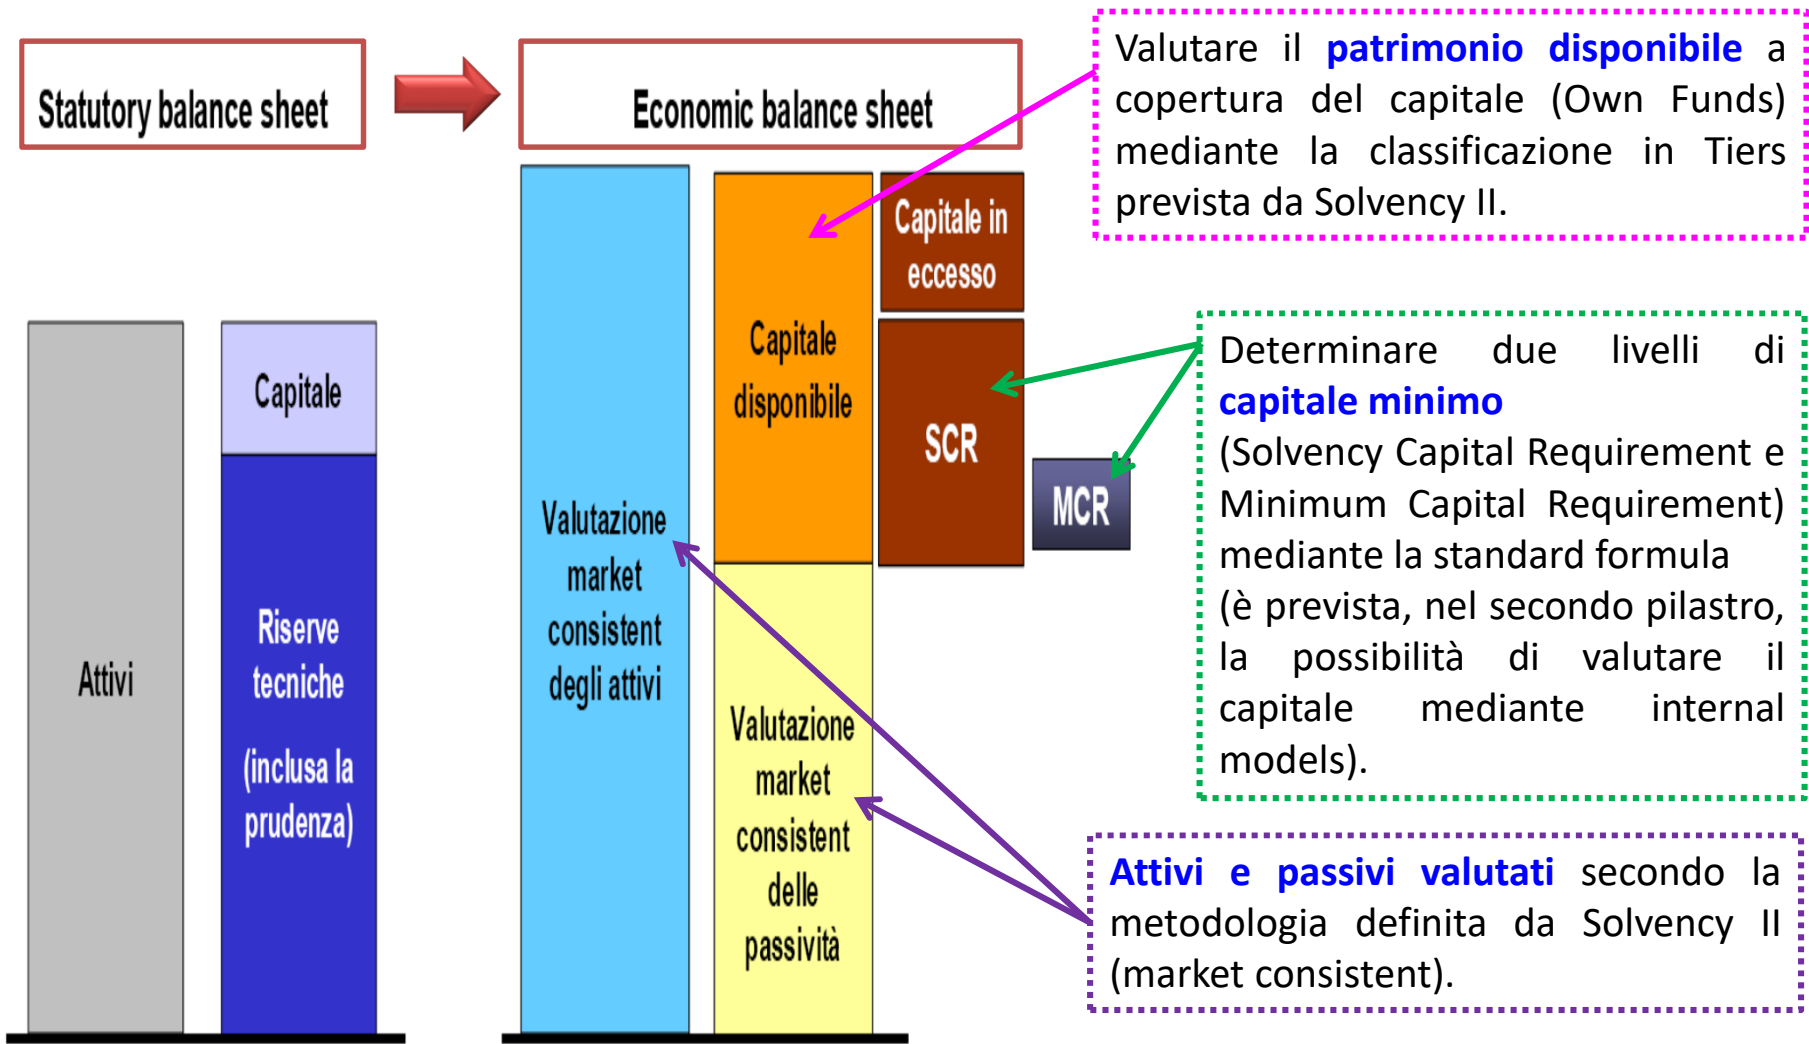 Statutory balance sheet
Economic balance sheet
Attivi
Capitale
Riserve
tecniche
(inclusa la
prudenza)
Valutazione
market
consistent
degli attivi
Capitale
disponibile
Valutazione
market
consistent
delle
passività
Capitale in
eccesso
SCR
MCR
Valutare il patrimonio disponibile a
copertura del capitale (Own Funds)
mediante la classificazione in Tiers
prevista da Solvency II.
Determinare due livelli di
capitale minimo
(Solvency Capital Requirement e
Minimum Capital Requirement)
mediante la standard formula
(è prevista, nel secondo pilastro,
la possibilità di valutare il
capitale mediante internal
models).
Attivi e passivi valutati secondo la
metodologia definita da Solvency II
(market consistent).